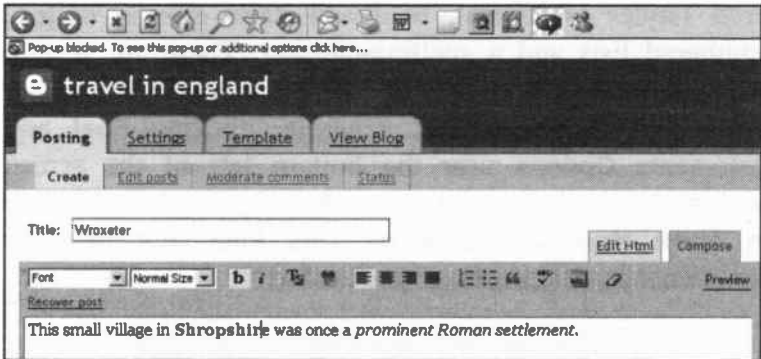 Pop-up blocked. To see this pop-up or additional options click here...
travel in england
Posting Settings Template View Blog
Create Edit posts Moderate comments Status
Title: Wroxeter
Edit Html Compose
Font Normal Size b i Preview
Recover post
This small village in Shropshire was once a prominent Roman settlement.